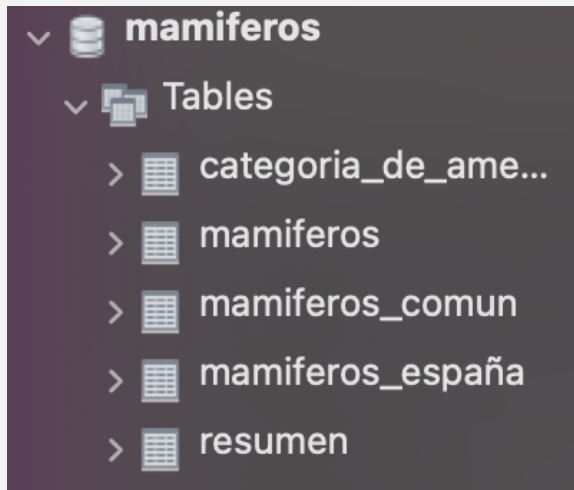 mamiferos
Tables
categoria_de_ame...
mamiferos
mamiferos_comun
mamiferos_españa
resumen